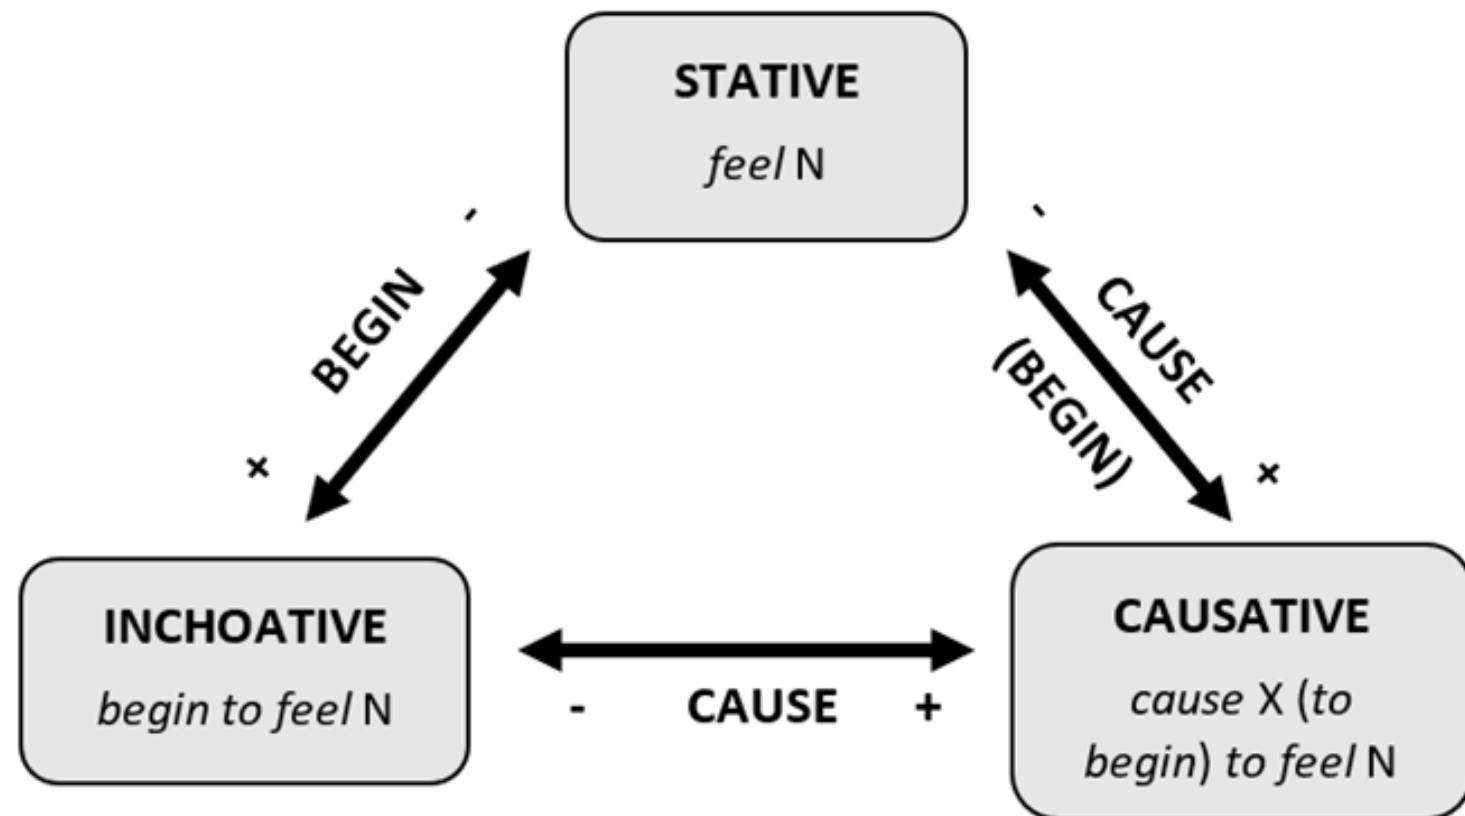 STATIVE
feel N
-
-
BEGIN
CAUSE
(BEGIN)
+
+
INCHOATIVE
begin to feel N
- CAUSE +
CAUSATIVE
cause X (to
begin) to feel N